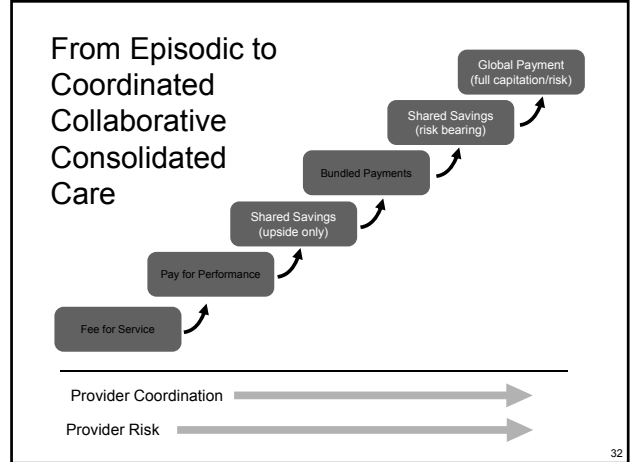 From Episodic to
Coordinated
Collaborative
Consolidated
Care
Global Payment
(full capitation/risk)
Shared Savings
(risk bearing)
Bundled Payments
Shared Savings
(upside only)
Pay for Performance
Fee for Service
Provider Coordination
Provider Risk
32